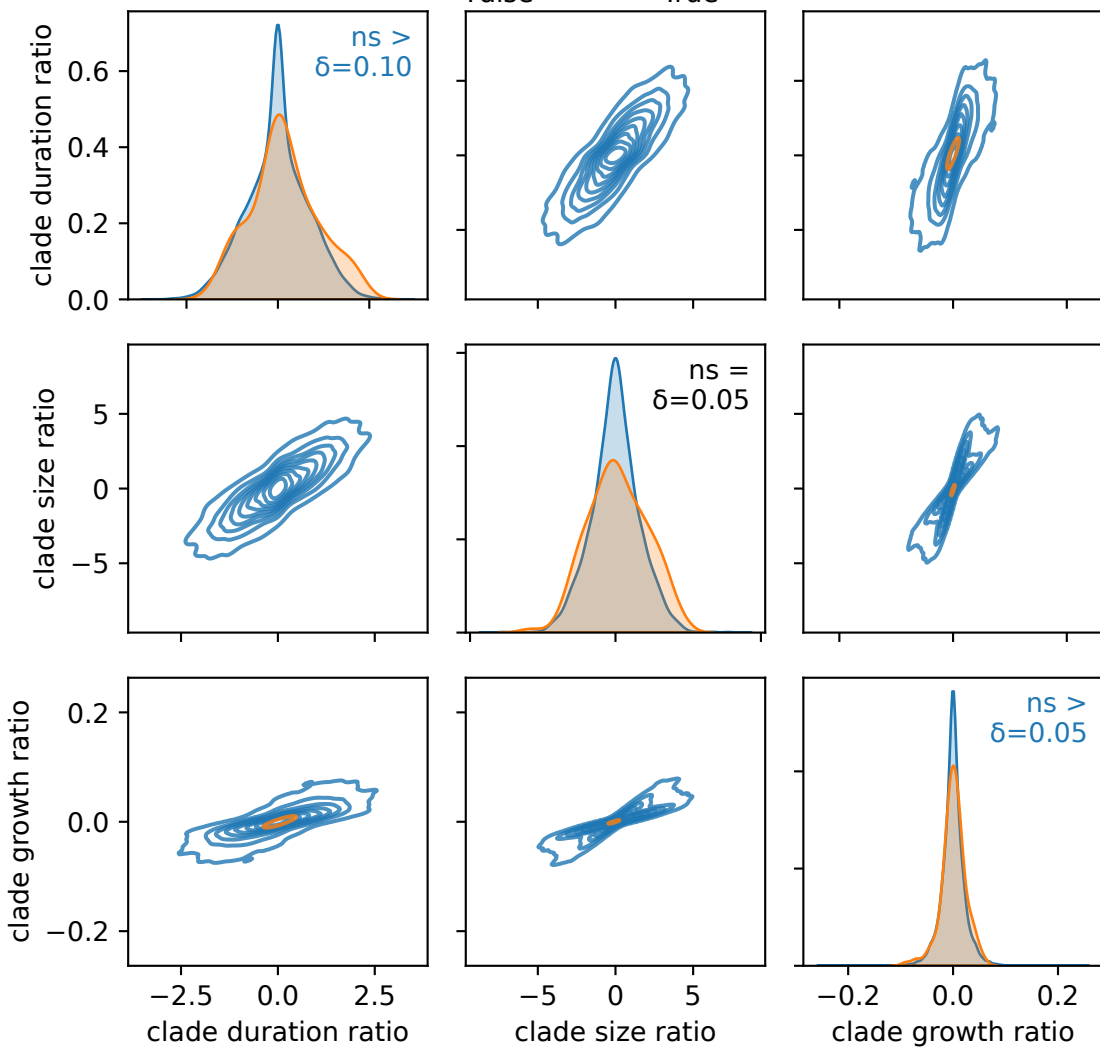 True
clade duration ratio
0.6
0.4
0.2
0.0
ns >
δ=0.10
clade size ratio
5
0
−5
ns =
δ=0.05
clade growth ratio
0.2
0.0
−0.2
ns >
δ=0.05
−2.5 0.0 2.5
−5 0 5
−0.2 0.0 0.2
clade duration ratio
clade size ratio
clade growth ratio